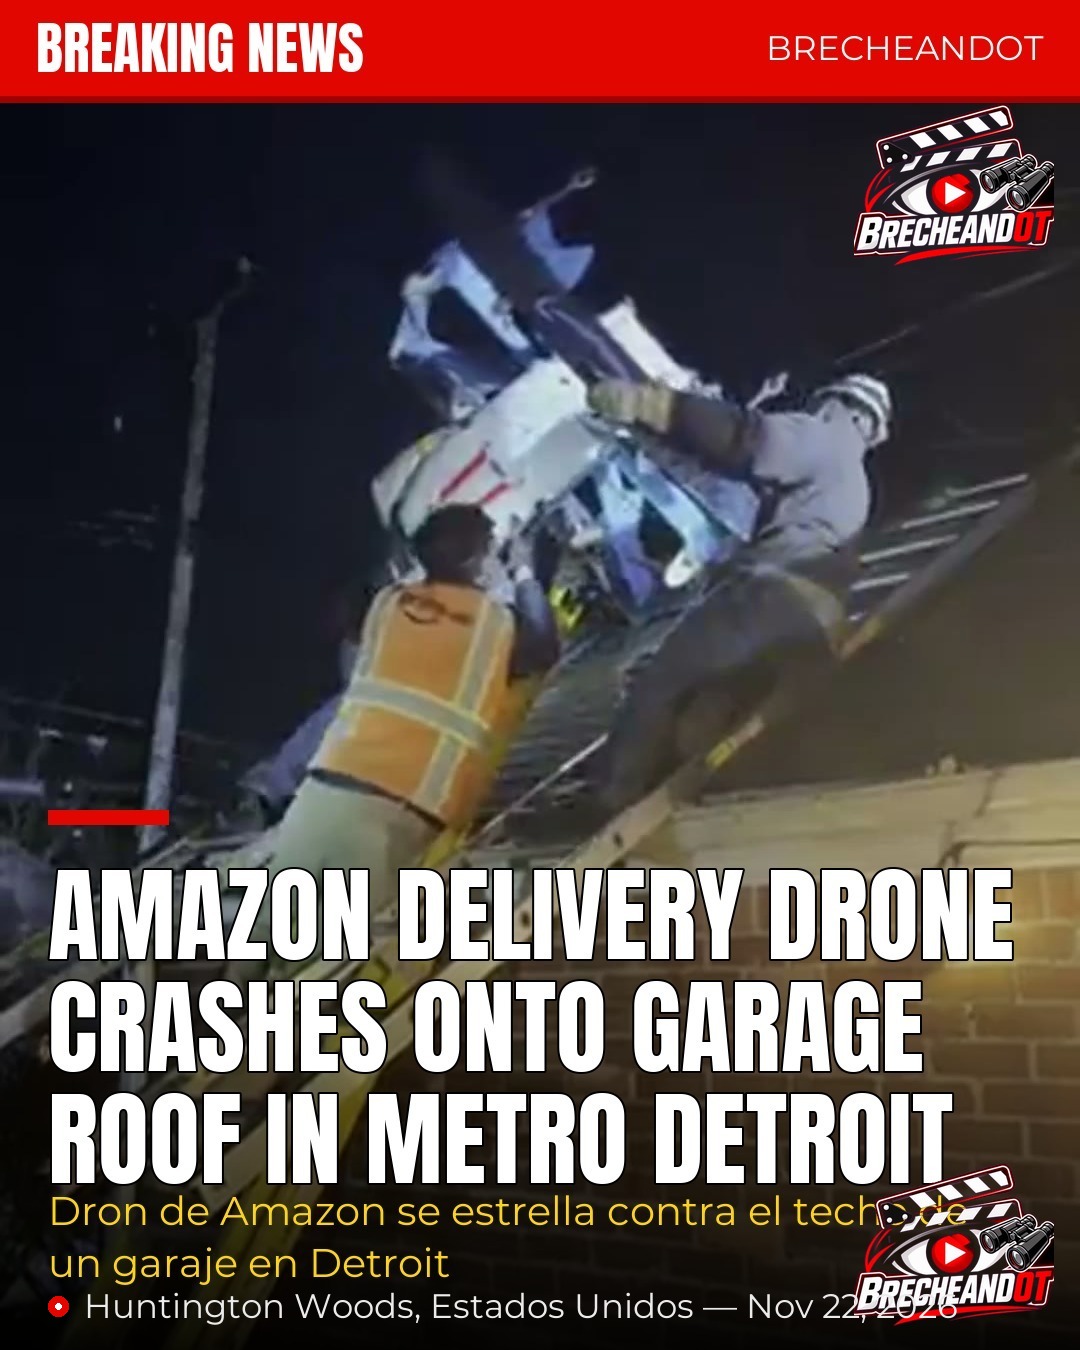 BREAKING NEWS
BRECHEANDOT
BRECHEANDOT
AMAZON DELIVERY DRONE
CRASHES ONTO GARAGE
ROOF IN METRO DETROIT
Dron de Amazon se estrella contra el techo de
un garaje en Detroit
Huntington Woods, Estados Unidos — Nov 22, 2026
BRECHEANDOT